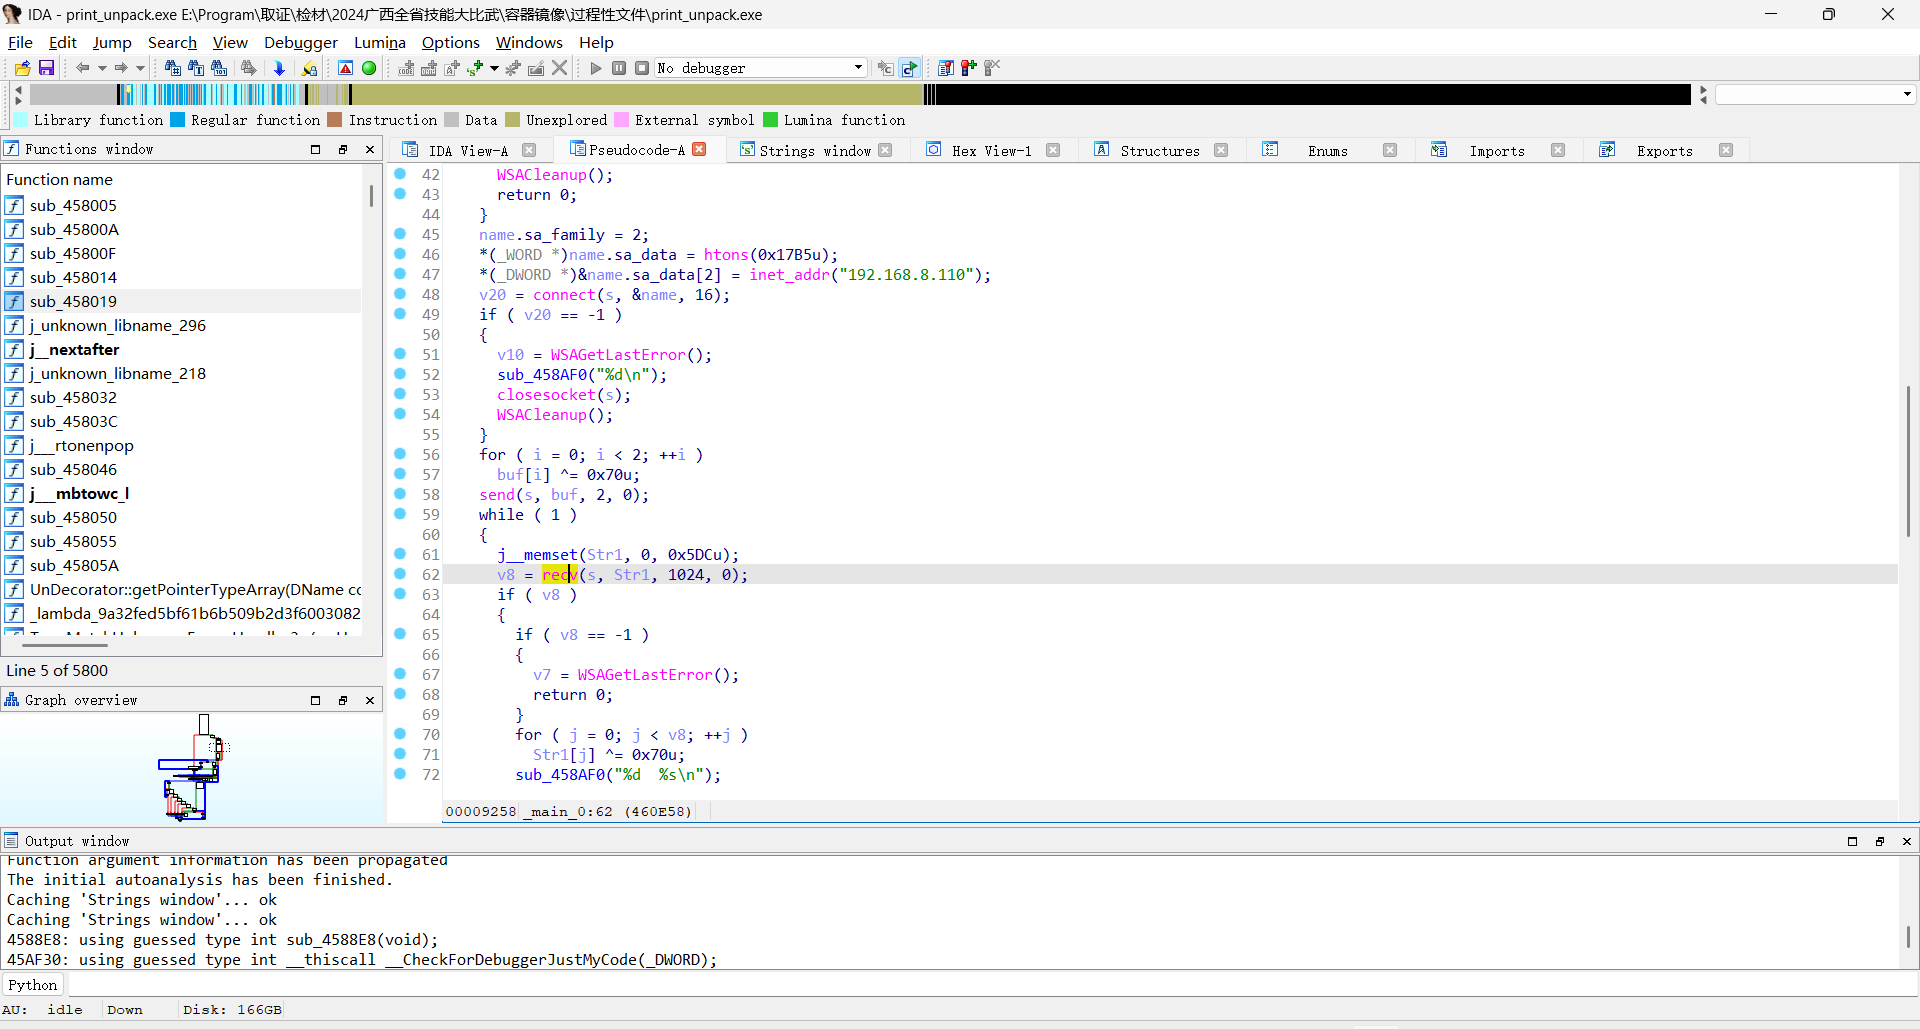 IDA - print_unpack.exe E:\Program\取证\检材\2024广西全省技能大比武\容器镜像\过程性文件\print_unpack.exe
File Edit Jump Search View Debugger Lumina Options Windows Help
No debugger
Library function Regular function Instruction Data Unexplored External symbol Lumina function
Functions window
IDA View-A Pseudocode-A Strings window Hex View-1 Structures Enums Imports Exports
Function name
sub_458005
sub_45800A
sub_45800F
sub_458014
sub_458019
j_unknown_libname_296
j__nextafter
j_unknown_libname_218
sub_458032
sub_45803C
j___rtonenpop
sub_458046
j___mbtowc_l
sub_458050
sub_458055
sub_45805A
UnDecorator::getPointerTypeArray(DName cc
_lambda_9a32fed5bf61b6b509b2d3f6003082
Line 5 of 5800
Graph overview
42 WSACleanup();
43 return 0;
44 }
45 name.sa_family = 2;
46 *(_WORD *)name.sa_data = htons(0x17B5u);
47 *(_DWORD *)&name.sa_data[2] = inet_addr("192.168.8.110");
48 v20 = connect(s, &name, 16);
49 if ( v20 == -1 )
50 {
51 v10 = WSAGetLastError();
52 sub_458AF0("%d\n");
53 closesocket(s);
54 WSACleanup();
55 }
56 for ( i = 0; i < 2; ++i )
57 buf[i] ^= 0x70u;
58 send(s, buf, 2, 0);
59 while ( 1 )
60 {
61 j__memset(Str1, 0, 0x5DCu);
62 v8 = recv(s, Str1, 1024, 0);
63 if ( v8 )
64 {
65 if ( v8 == -1 )
66 {
67 v7 = WSAGetLastError();
68 return 0;
69 }
70 for ( j = 0; j < v8; ++j )
71 Str1[j] ^= 0x70u;
72 sub_458AF0("%d  %s\n");
00009258 _main_0:62 (460E58)
Output window
Function argument information has been propagated
The initial autoanalysis has been finished.
Caching 'Strings window'... ok
Caching 'Strings window'... ok
4588E8: using guessed type int sub_4588E8(void);
45AF30: using guessed type int __thiscall __CheckForDebuggerJustMyCode(_DWORD);
Python
AU: idle Down Disk: 166GB